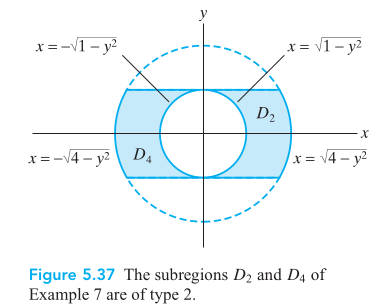 y
x = −√1 − y²
x = √1 − y²
D₂
x
x = −√4 − y²
D₄
x = √4 − y²
Figure 5.37 The subregions D₂ and D₄ of
Example 7 are of type 2.